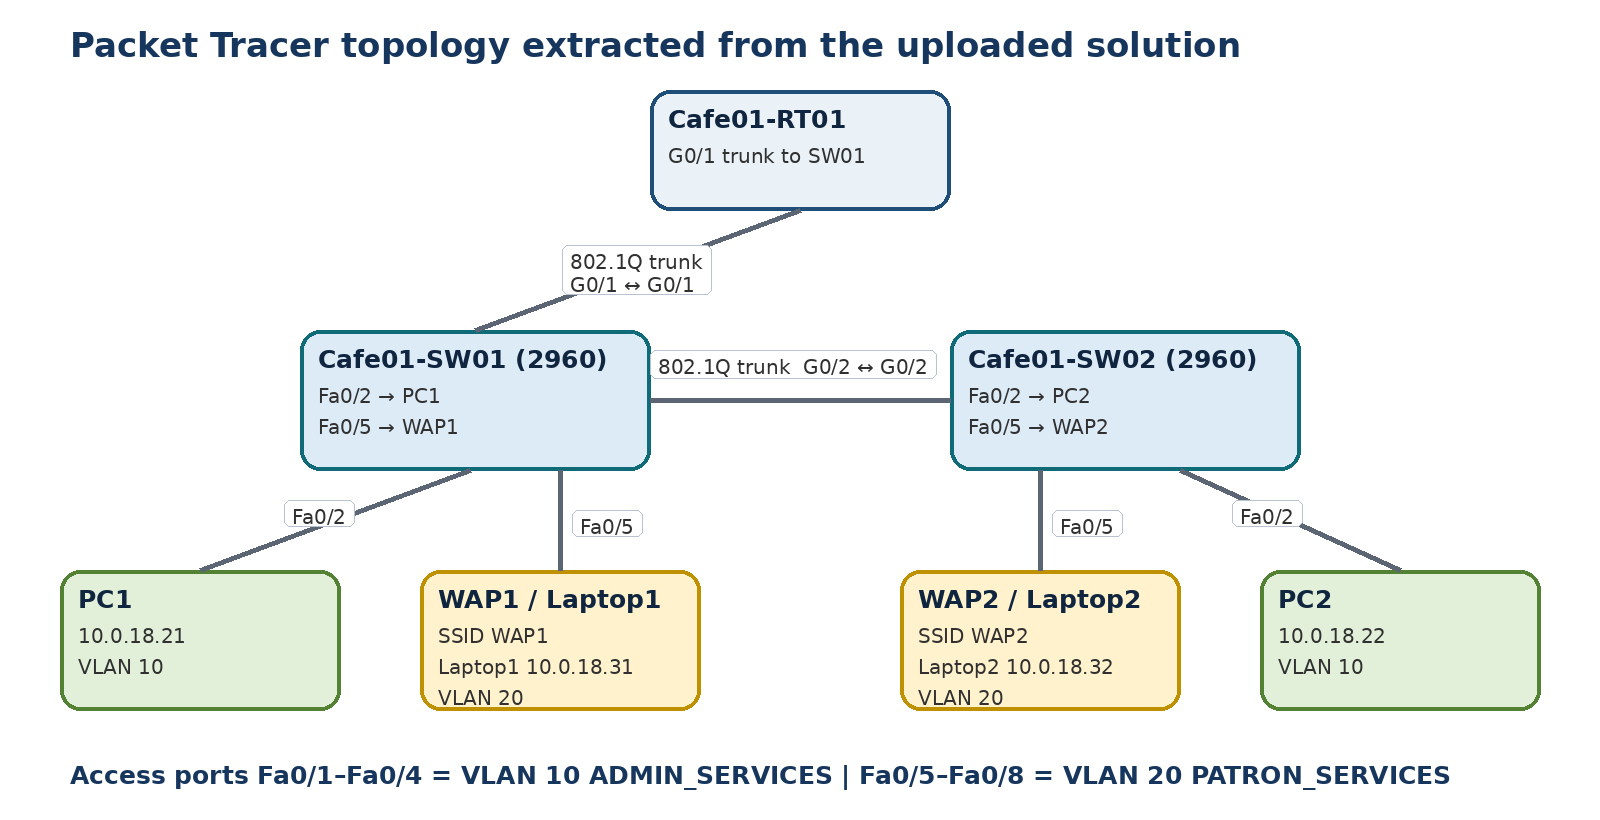 Packet Tracer topology extracted from the uploaded solution
Cafe01-RT01
G0/1 trunk to SW01
802.1Q trunk
G0/1 ↔ G0/1
Cafe01-SW01 (2960)
Fa0/2 → PC1
Fa0/5 → WAP1
802.1Q trunk  G0/2 ↔ G0/2
Cafe01-SW02 (2960)
Fa0/2 → PC2
Fa0/5 → WAP2
Fa0/2
Fa0/5
Fa0/5
Fa0/2
PC1
10.0.18.21
VLAN 10
WAP1 / Laptop1
SSID WAP1
Laptop1 10.0.18.31
VLAN 20
WAP2 / Laptop2
SSID WAP2
Laptop2 10.0.18.32
VLAN 20
PC2
10.0.18.22
VLAN 10
Access ports Fa0/1–Fa0/4 = VLAN 10 ADMIN_SERVICES | Fa0/5–Fa0/8 = VLAN 20 PATRON_SERVICES